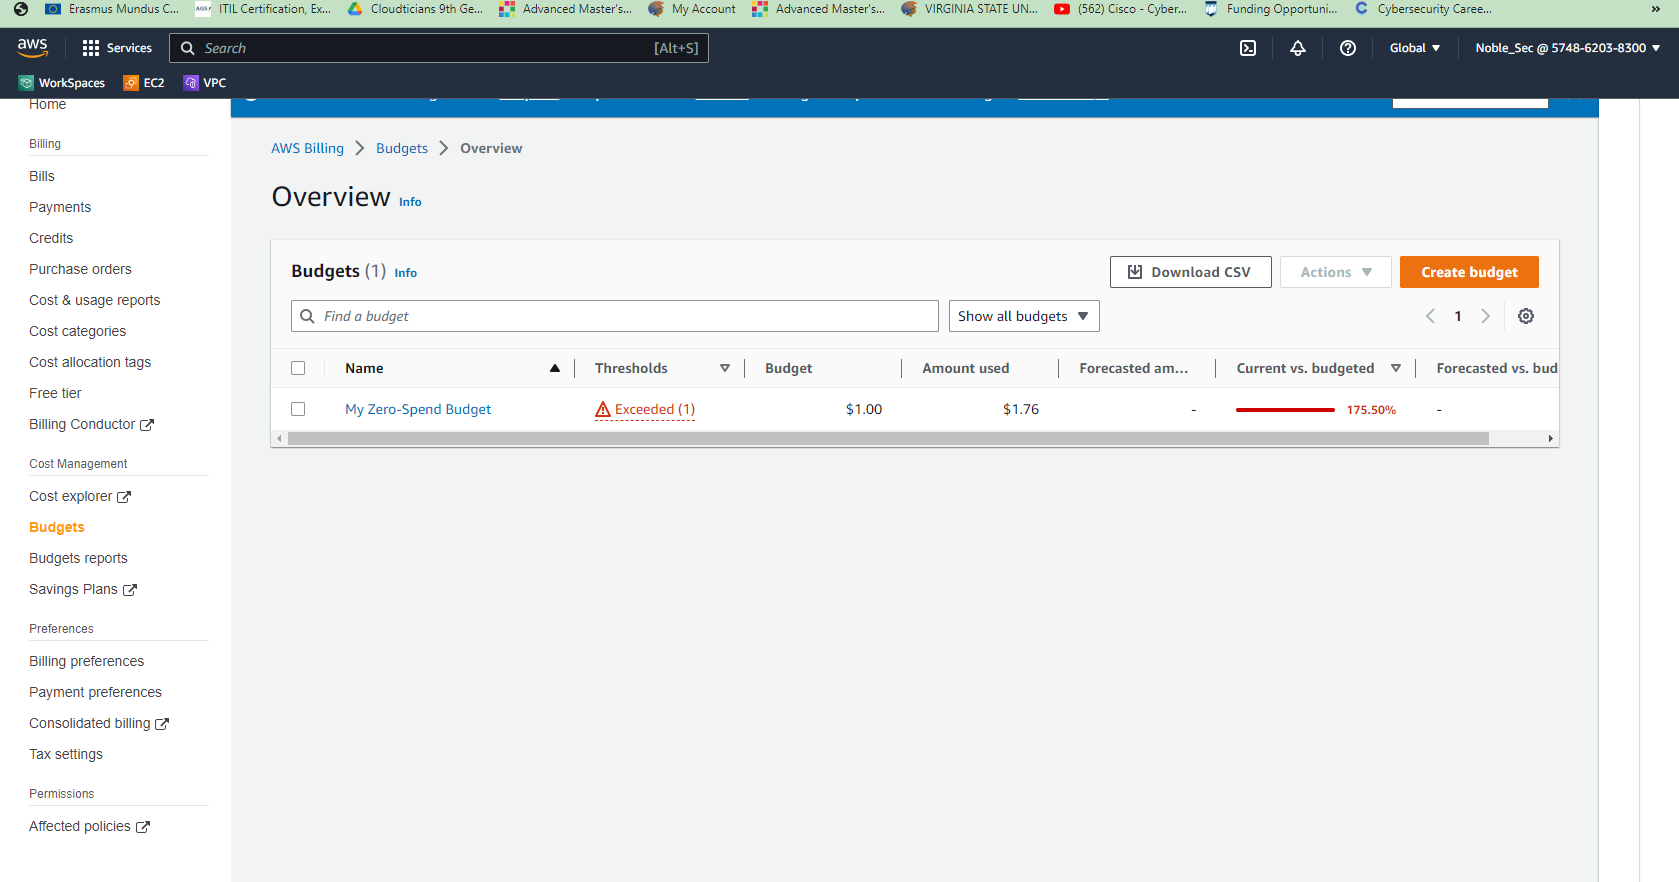 Erasmus Mundus C... ITIL Certification, Ex... Cloudticians 9th Ge... Advanced Master's... My Account Advanced Master's... VIRGINIA STATE UN... (562) Cisco - Cyber... Funding Opportuni... Cybersecurity Caree... »
aws Services Search [Alt+S] Global Noble_Sec @ 5748-6203-8300
WorkSpaces EC2 VPC
Home
Billing
Bills
Payments
Credits
Purchase orders
Cost & usage reports
Cost categories
Cost allocation tags
Free tier
Billing Conductor
Cost Management
Cost explorer
Budgets
Budgets reports
Savings Plans
Preferences
Billing preferences
Payment preferences
Consolidated billing
Tax settings
Permissions
Affected policies
AWS Billing > Budgets > Overview
Overview Info
Budgets (1) Info
Download CSV Actions Create budget
Find a budget Show all budgets 1
Name Thresholds Budget Amount used Forecasted am... Current vs. budgeted Forecasted vs. bud
My Zero-Spend Budget Exceeded (1) $1.00 $1.76 - 175.50% -